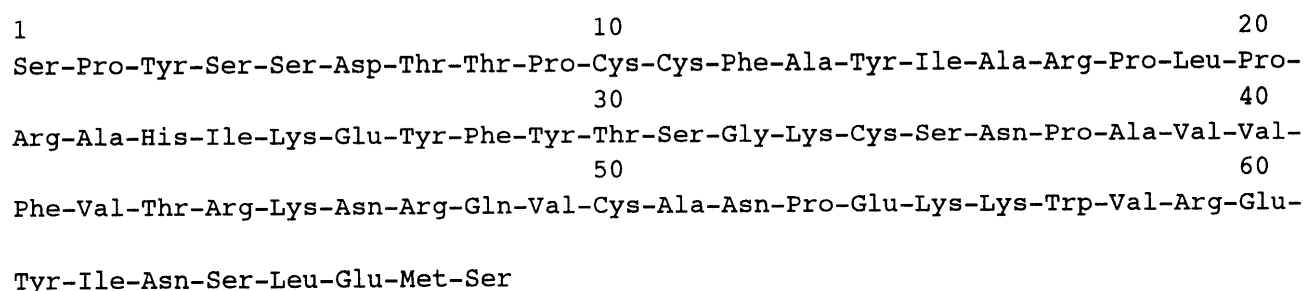 1 10 20
Ser-Pro-Tyr-Ser-Ser-Asp-Thr-Thr-Pro-Cys-Cys-Phe-Ala-Tyr-Ile-Ala-Arg-Pro-Leu-Pro-
30 40
Arg-Ala-His-Ile-Lys-Glu-Tyr-Phe-Tyr-Thr-Ser-Gly-Lys-Cys-Ser-Asn-Pro-Ala-Val-Val-
50 60
Phe-Val-Thr-Arg-Lys-Asn-Arg-Gln-Val-Cys-Ala-Asn-Pro-Glu-Lys-Lys-Trp-Val-Arg-Glu-
Tyr-Ile-Asn-Ser-Leu-Glu-Met-Ser